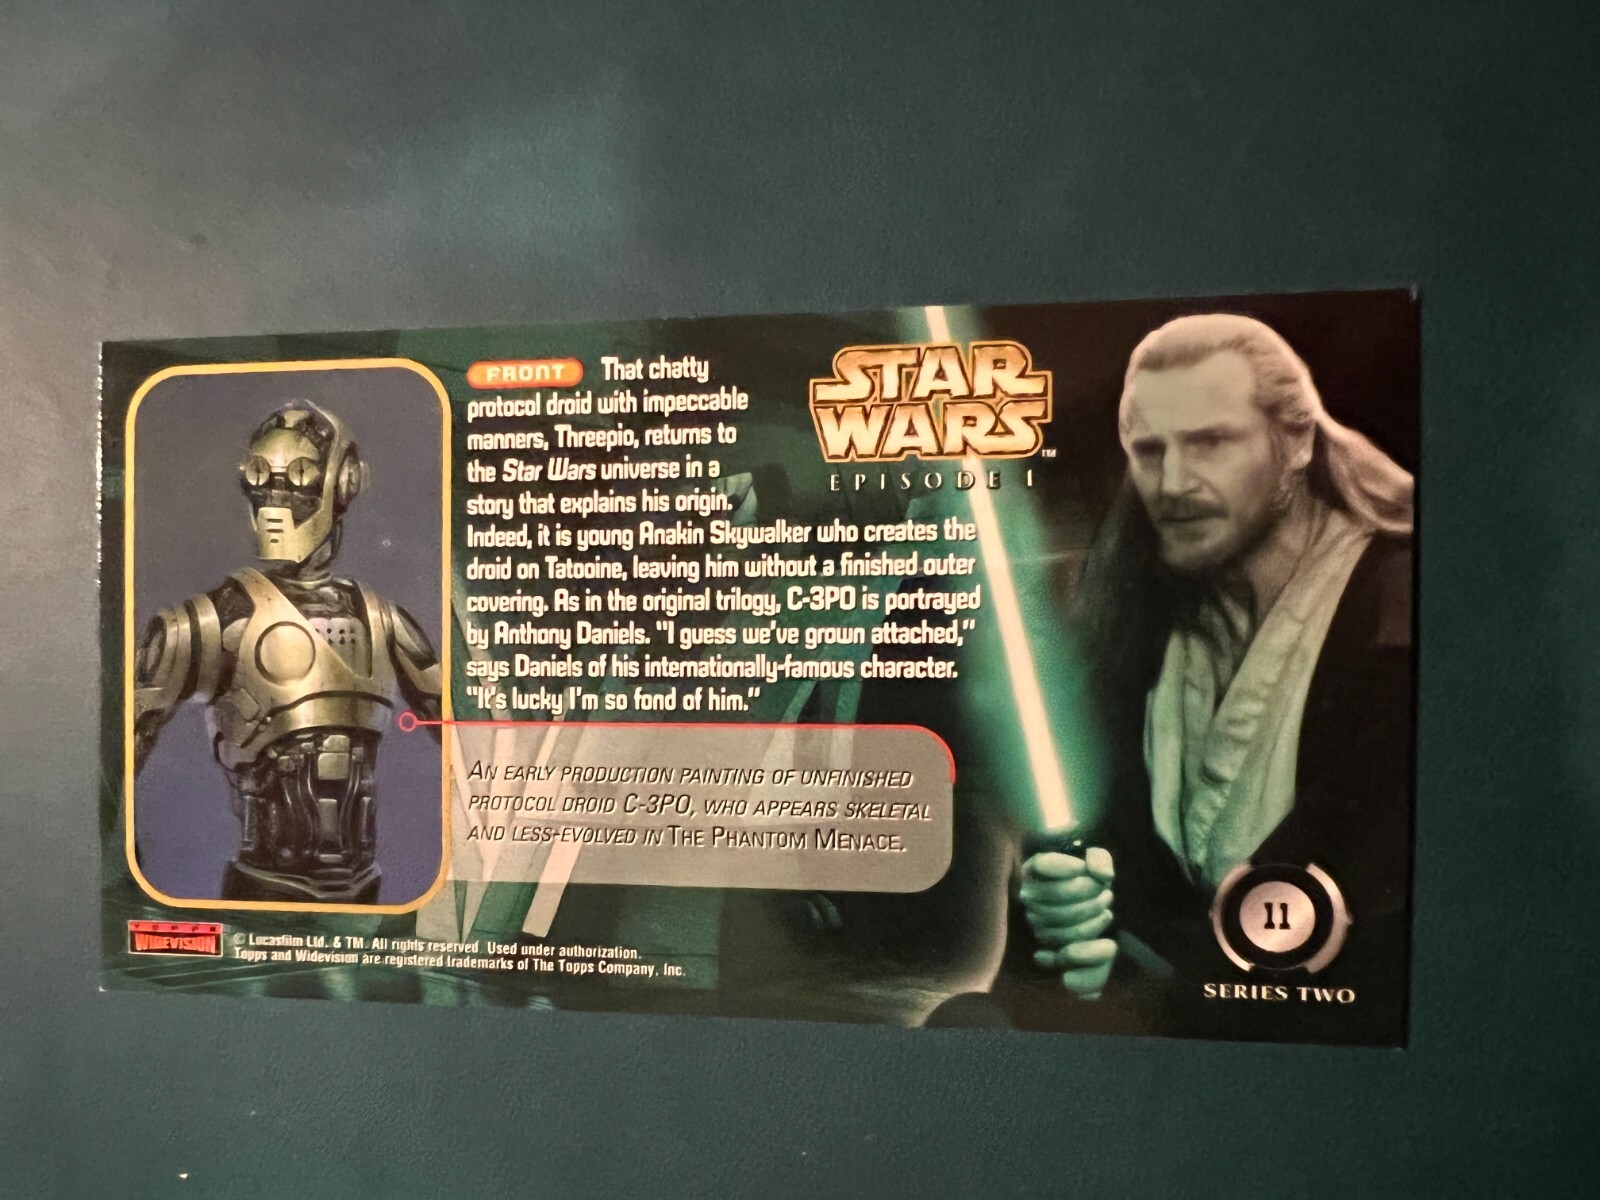 FRONT That chatty
protocol droid with impeccable
manners, Threepio, returns to
the Star Wars universe in a
story that explains his origin.
Indeed, it is young Anakin Skywalker who creates the
droid on Tatooine, leaving him without a finished outer
covering. As in the original trilogy, C-3PO is portrayed
by Anthony Daniels. "I guess we've grown attached,"
says Daniels of his internationally-famous character.
"It's lucky I'm so fond of him."
AN EARLY PRODUCTION PAINTING OF UNFINISHED
PROTOCOL DROID C-3PO, WHO APPEARS SKELETAL
AND LESS-EVOLVED IN THE PHANTOM MENACE.
STAR
WARS™
EPISODE I
TOPPS
WIDEVISION
© Lucasfilm Ltd. & TM. All rights reserved. Used under authorization.
Topps and Widevision are registered trademarks of The Topps Company, Inc.
11
SERIES TWO